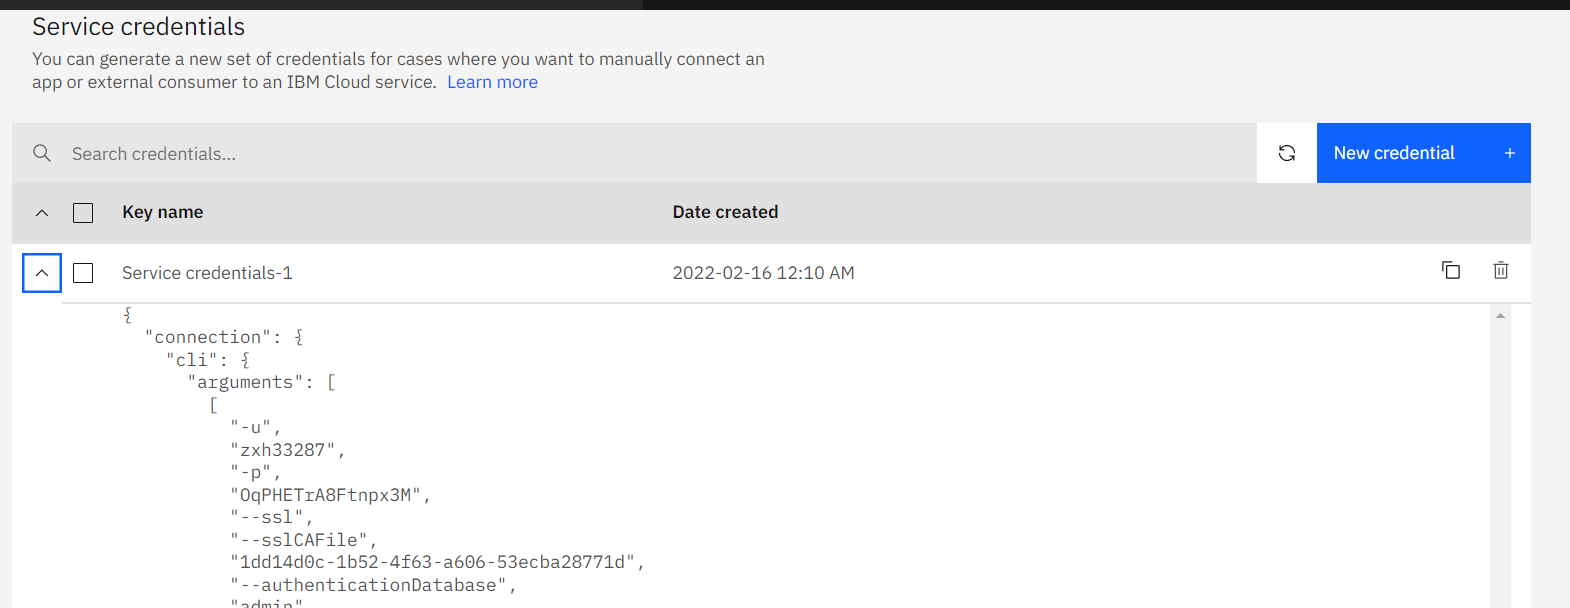 Service credentials
You can generate a new set of credentials for cases where you want to manually connect an
app or external consumer to an IBM Cloud service. Learn more
Search credentials...
New credential +
Key name Date created
Service credentials-1 2022-02-16 12:10 AM
{
"connection": {
"cli": {
"arguments": [
[
"-u",
"zxh33287",
"-p",
"OqPHETrA8Ftnpx3M",
"--ssl",
"--sslCAFile",
"1dd14d0c-1b52-4f63-a606-53ecba28771d",
"--authenticationDatabase",
"admin"